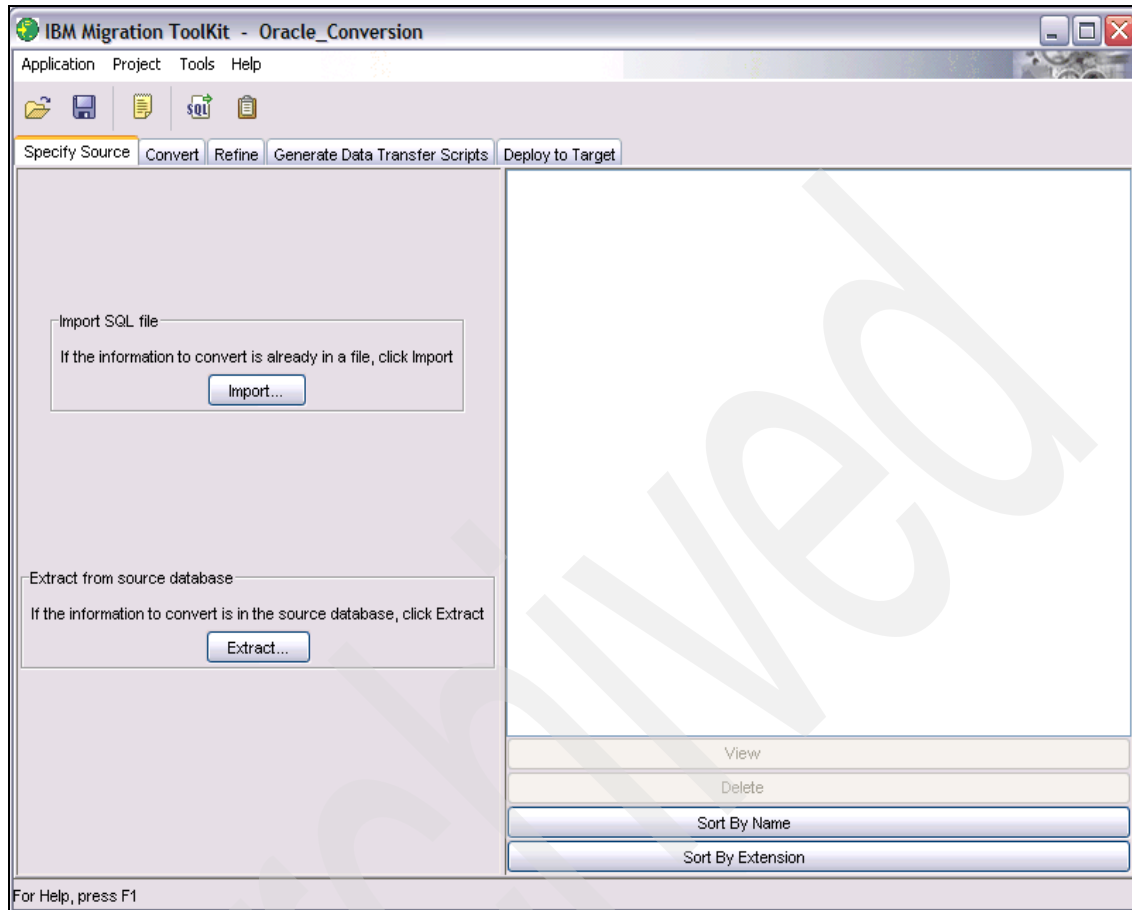 IBM Migration ToolKit - Oracle_Conversion
Application Project Tools Help
SQL
Specify Source Convert Refine Generate Data Transfer Scripts Deploy to Target
Import SQL file
If the information to convert is already in a file, click Import
Import...
Extract from source database
If the information to convert is in the source database, click Extract
Extract...
View
Delete
Sort By Name
Sort By Extension
For Help, press F1